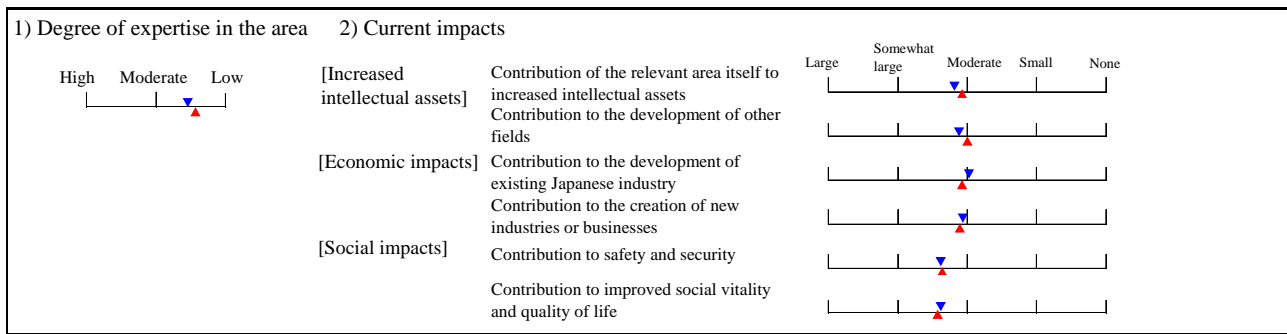 1) Degree of expertise in the area 2) Current impacts
High Moderate Low
Large Somewhat large Moderate Small None
[Increased intellectual assets]
Contribution of the relevant area itself to
increased intellectual assets
Contribution to the development of other
fields
[Economic impacts]
Contribution to the development of
existing Japanese industry
Contribution to the creation of new
industries or businesses
[Social impacts]
Contribution to safety and security
Contribution to improved social vitality
and quality of life